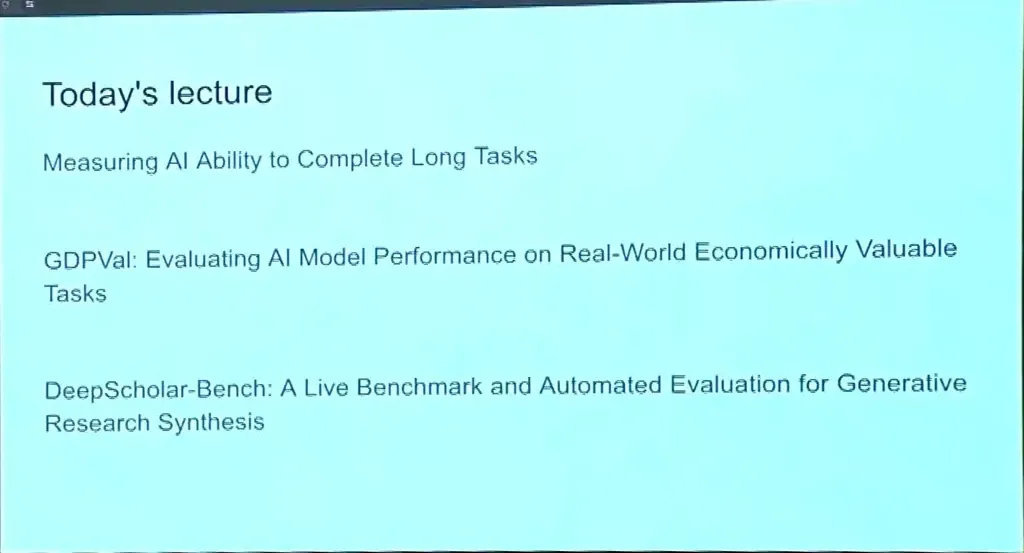 Today's lecture
Measuring AI Ability to Complete Long Tasks
GDPVal: Evaluating AI Model Performance on Real-World Economically Valuable
Tasks
DeepScholar-Bench: A Live Benchmark and Automated Evaluation for Generative
Research Synthesis